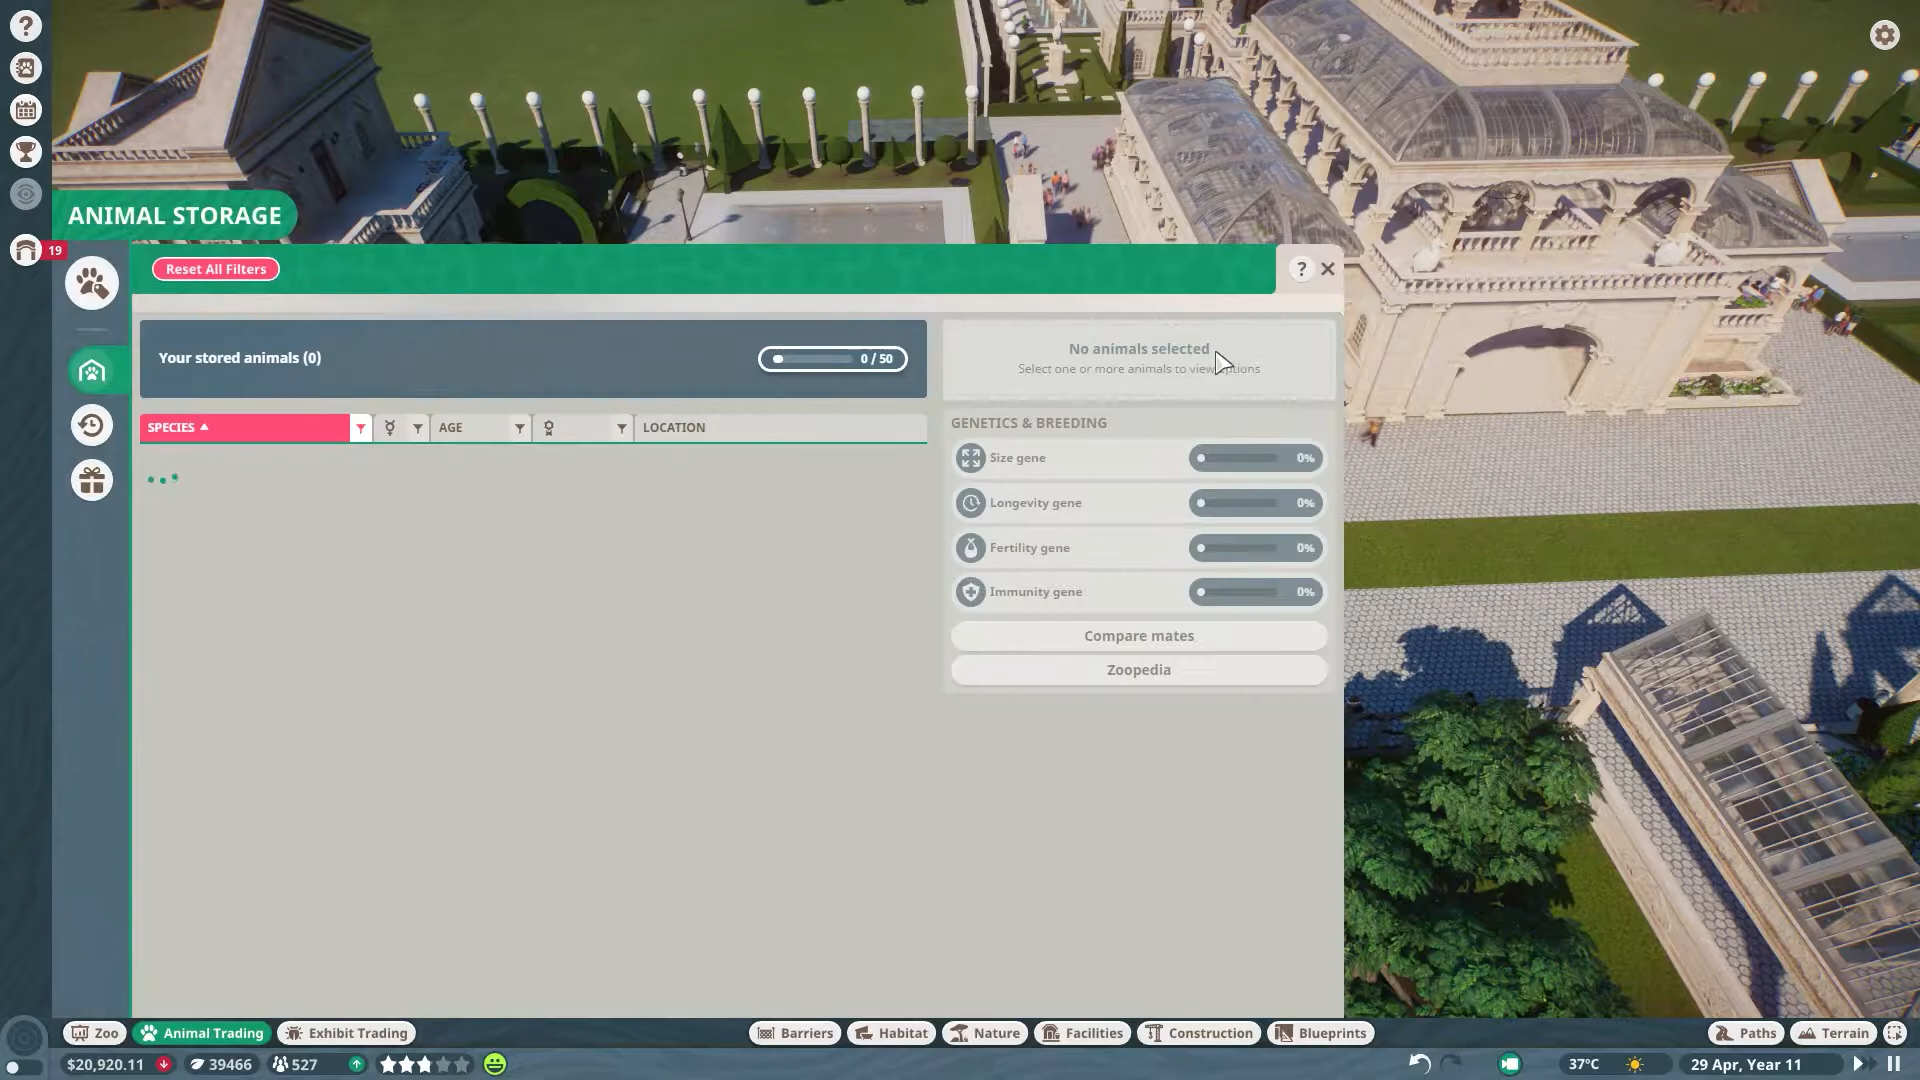 ANIMAL STORAGE
19
Reset All Filters
?
?
Your stored animals (0)
0 / 50
No animals selected
Select one or more animals to view options
SPECIES
AGE
LOCATION
GENETICS & BREEDING
Size gene
0%
Longevity gene
0%
Fertility gene
0%
Immunity gene
0%
Compare mates
Zoopedia
Zoo
Animal Trading
Exhibit Trading
Barriers
Habitat
Nature
Facilities
Construction
Blueprints
Paths
Terrain
$20,920.11
39466
527
37°C
29 Apr, Year 11